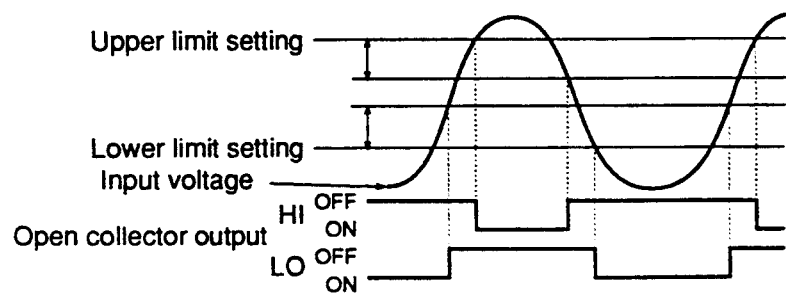 Upper limit setting
Lower limit setting
Input voltage
HI OFF
ON
Open collector output
LO OFF
ON